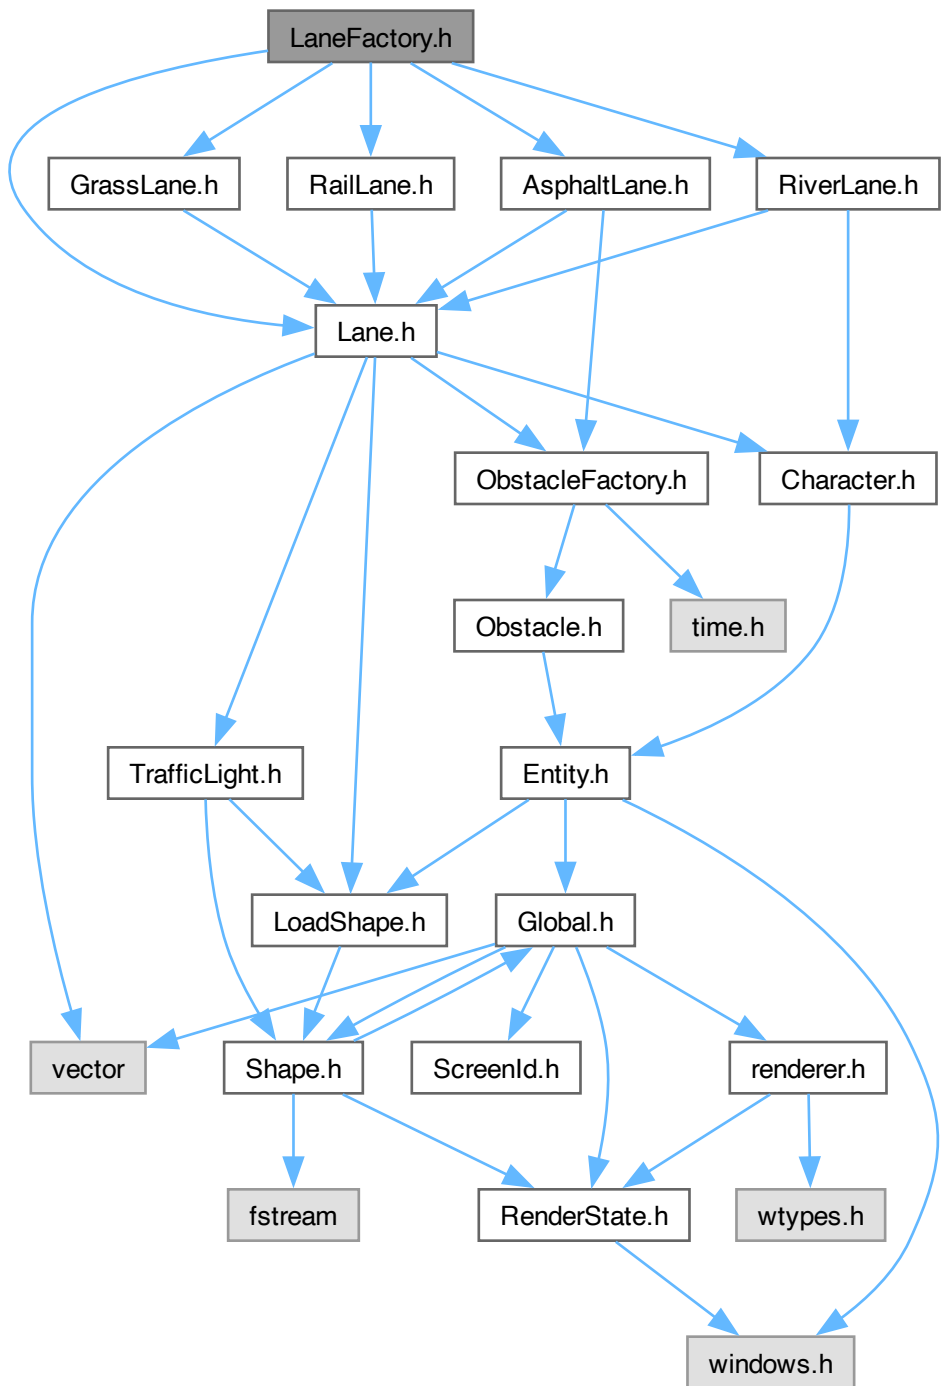 LaneFactory.h
GrassLane.h
RailLane.h
AsphaltLane.h
RiverLane.h
Lane.h
ObstacleFactory.h
Character.h
Obstacle.h
time.h
TrafficLight.h
Entity.h
LoadShape.h
Global.h
vector
Shape.h
ScreenId.h
renderer.h
fstream
RenderState.h
wtypes.h
windows.h